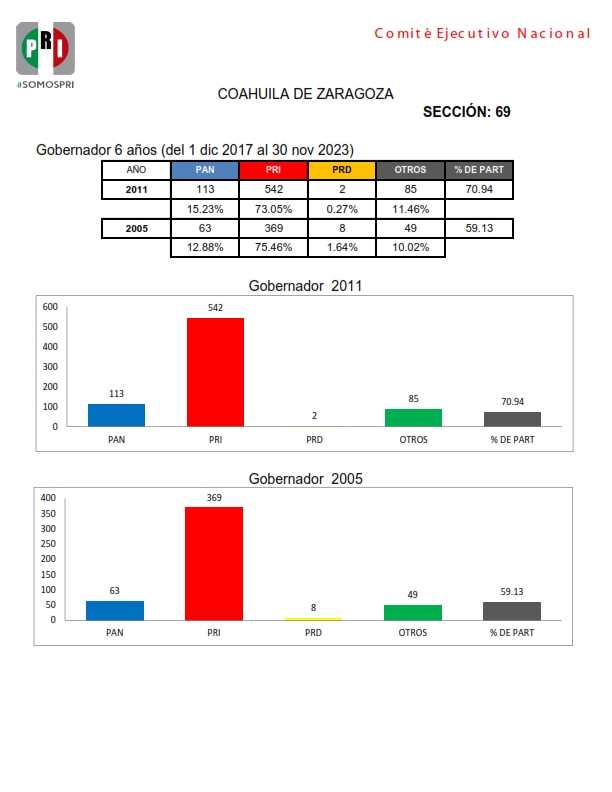 Comité Ejecutivo Nacional
PRI
#SOMOSPRI
COAHUILA DE ZARAGOZA
SECCIÓN: 69
Gobernador 6 años (del 1 dic 2017 al 30 nov 2023)
AÑO PAN PRI PRD OTROS % DE PART
2011 113 542 2 85 70.94
15.23% 73.05% 0.27% 11.46%
2005 63 369 8 49 59.13
12.88% 75.46% 1.64% 10.02%
Gobernador 2011
600
500
400
300
200
100
0
113 542 2 85 70.94
PAN PRI PRD OTROS % DE PART
Gobernador 2005
400
350
300
250
200
150
100
50
0
63 369 8 49 59.13
PAN PRI PRD OTROS % DE PART